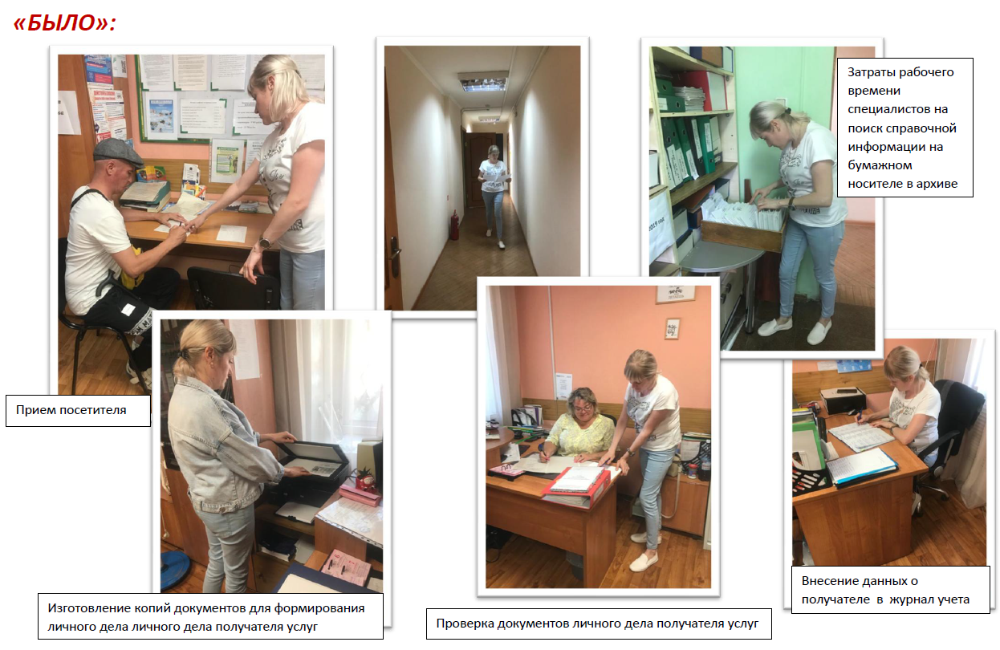 «БЫЛО»:
Затраты рабочего
времени
специалистов на
поиск справочной
информации на
бумажном
носителе в архиве
Прием посетителя
Изготовление копий документов для формирования
личного дела личного дела получателя услуг
Проверка документов личного дела получателя услуг
Внесение данных о
получателе в журнал учета